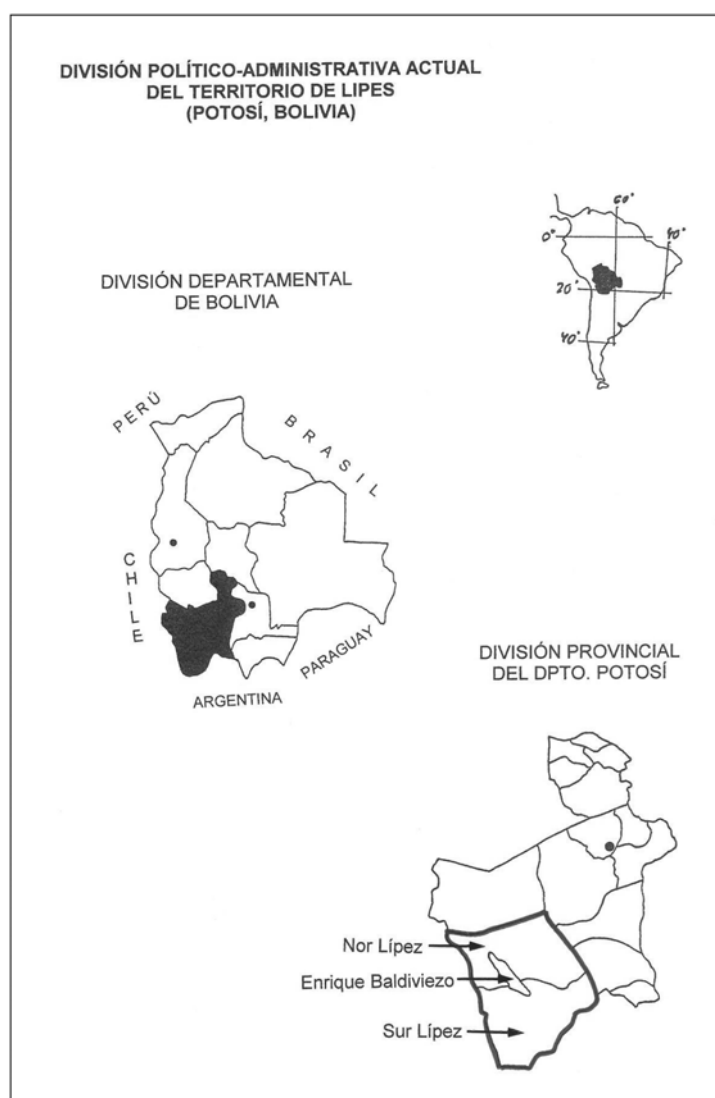 DIVISIÓN POLÍTICO-ADMINISTRATIVA ACTUAL
DEL TERRITORIO DE LIPES
(POTOSÍ, BOLIVIA)
60°
0°
40°
20°
40°
DIVISIÓN DEPARTAMENTAL
DE BOLIVIA
PERÚ
BRASIL
CHILE
PARAGUAY
ARGENTINA
DIVISIÓN PROVINCIAL
DEL DPTO. POTOSÍ
Nor Lípez
Enrique Baldiviezo
Sur Lípez